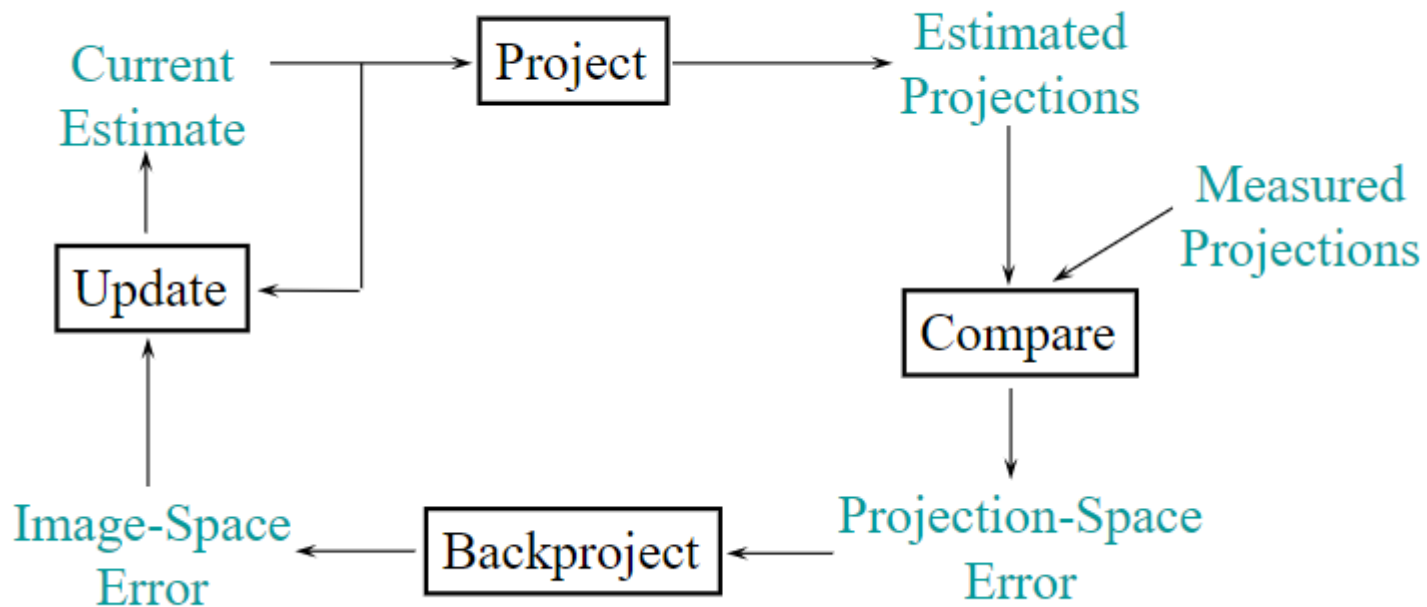 Current
Estimate
Project
Estimated
Projections
Measured
Projections
Update
Compare
Image-Space
Error
Backproject
Projection-Space
Error